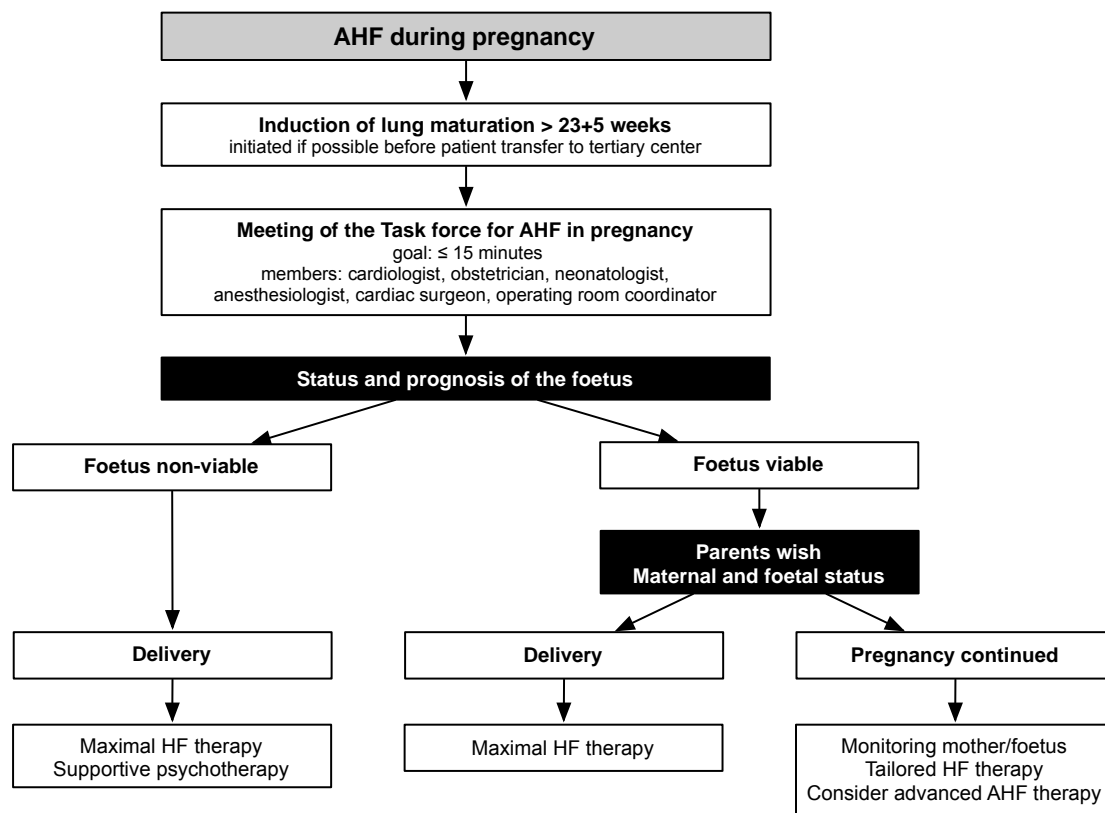 AHF during pregnancy
Induction of lung maturation > 23+5 weeks
initiated if possible before patient transfer to tertiary center
Meeting of the Task force for AHF in pregnancy
goal: ≤ 15 minutes
members: cardiologist, obstetrician, neonatologist,
anesthesiologist, cardiac surgeon, operating room coordinator
Status and prognosis of the foetus
Foetus non-viable
Foetus viable
Parents wish
Maternal and foetal status
Delivery
Delivery
Pregnancy continued
Maximal HF therapy
Supportive psychotherapy
Maximal HF therapy
Monitoring mother/foetus
Tailored HF therapy
Consider advanced AHF therapy